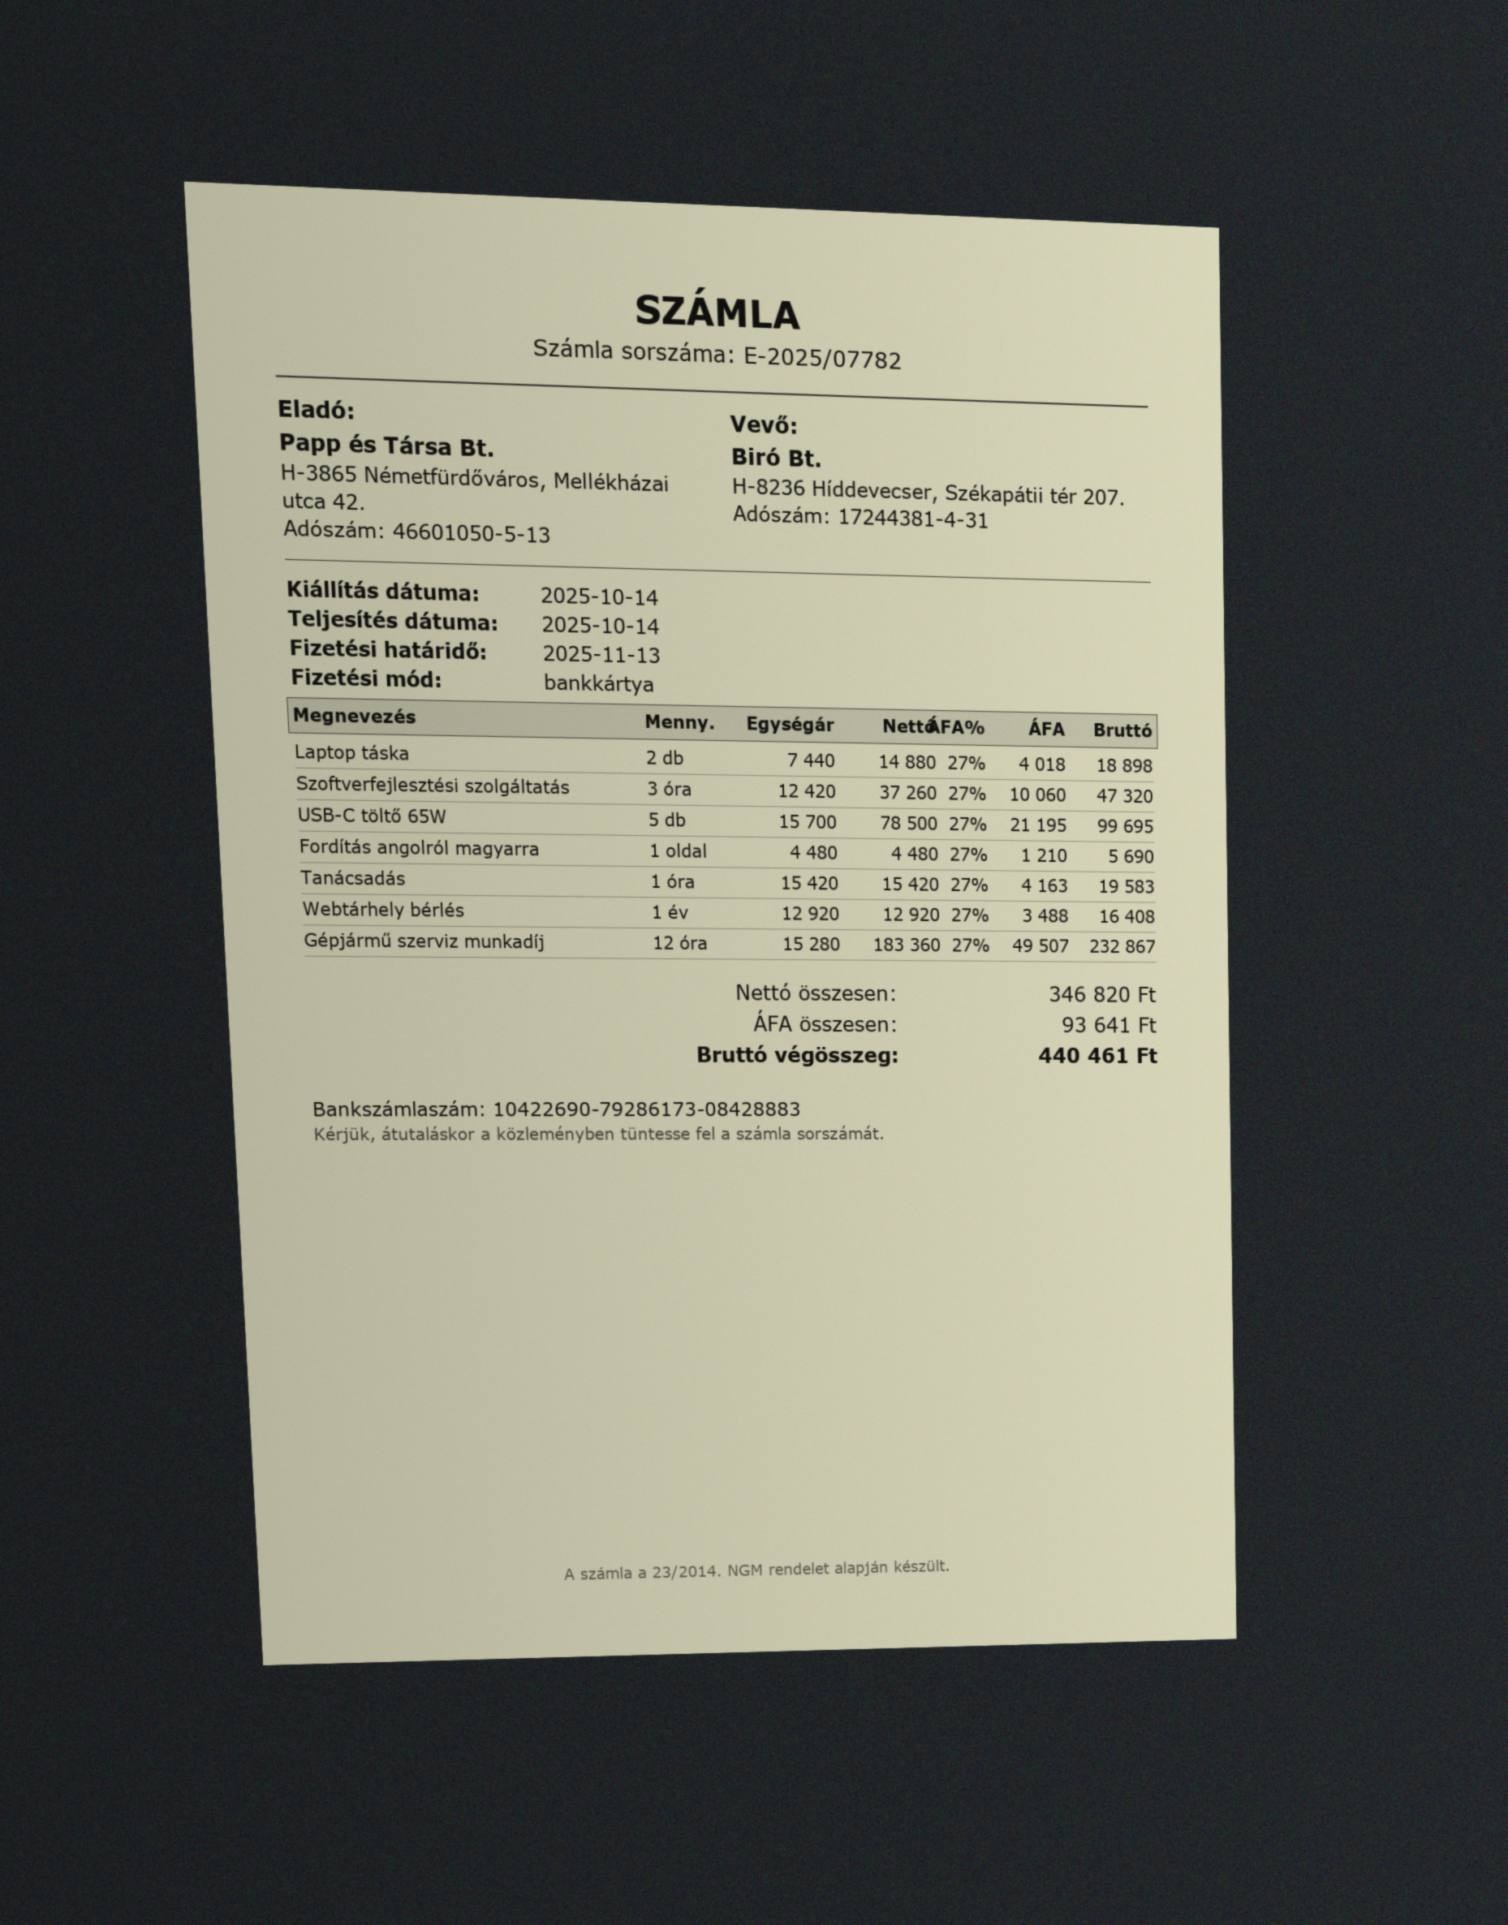 SZÁMLA
Számla sorszáma: E-2025/07782
Eladó:
Papp és Társa Bt.
H-3865 Németfürdőváros, Mellékházai
utca 42.
Adószám: 46601050-5-13
Vevő:
Biró Bt.
H-8236 Híddevecser, Székapátii tér 207.
Adószám: 17244381-4-31
Kiállítás dátuma: 2025-10-14
Teljesítés dátuma: 2025-10-14
Fizetési határidő: 2025-11-13
Fizetési mód: bankkártya
Megnevezés Menny. Egységár Nettó ÁFA% ÁFA Bruttó
Laptop táska 2 db 7 440 14 880 27% 4 018 18 898
Szoftverfejlesztési szolgáltatás 3 óra 12 420 37 260 27% 10 060 47 320
USB-C töltő 65W 5 db 15 700 78 500 27% 21 195 99 695
Fordítás angolról magyarra 1 oldal 4 480 4 480 27% 1 210 5 690
Tanácsadás 1 óra 15 420 15 420 27% 4 163 19 583
Webtárhely bérlés 1 év 12 920 12 920 27% 3 488 16 408
Gépjármű szerviz munkadíj 12 óra 15 280 183 360 27% 49 507 232 867
Nettó összesen: 346 820 Ft
ÁFA összesen: 93 641 Ft
Bruttó végösszeg: 440 461 Ft
Bankszámlaszám: 10422690-79286173-08428883
Kérjük, átutaláskor a közleményben tüntesse fel a számla sorszámát.
A számla a 23/2014. NGM rendelet alapján készült.